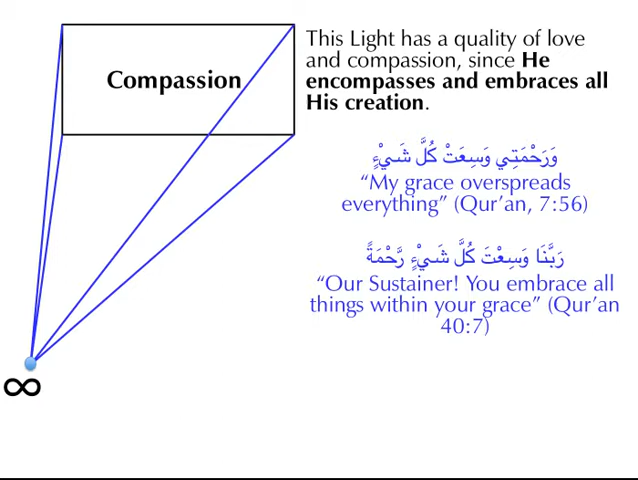 Compassion
This Light has a quality of love
and compassion, since He
encompasses and embraces all
His creation.
وَرَحْمَتِي وَسِعَتْ كُلَّ شَيْءٍ
“My grace overspreads
everything” (Qur’an, 7:56)
رَبَّنَا وَسِعْتَ كُلَّ شَيْءٍ رَّحْمَةً
“Our Sustainer! You embrace all
things within your grace” (Qur’an
40:7)
∞